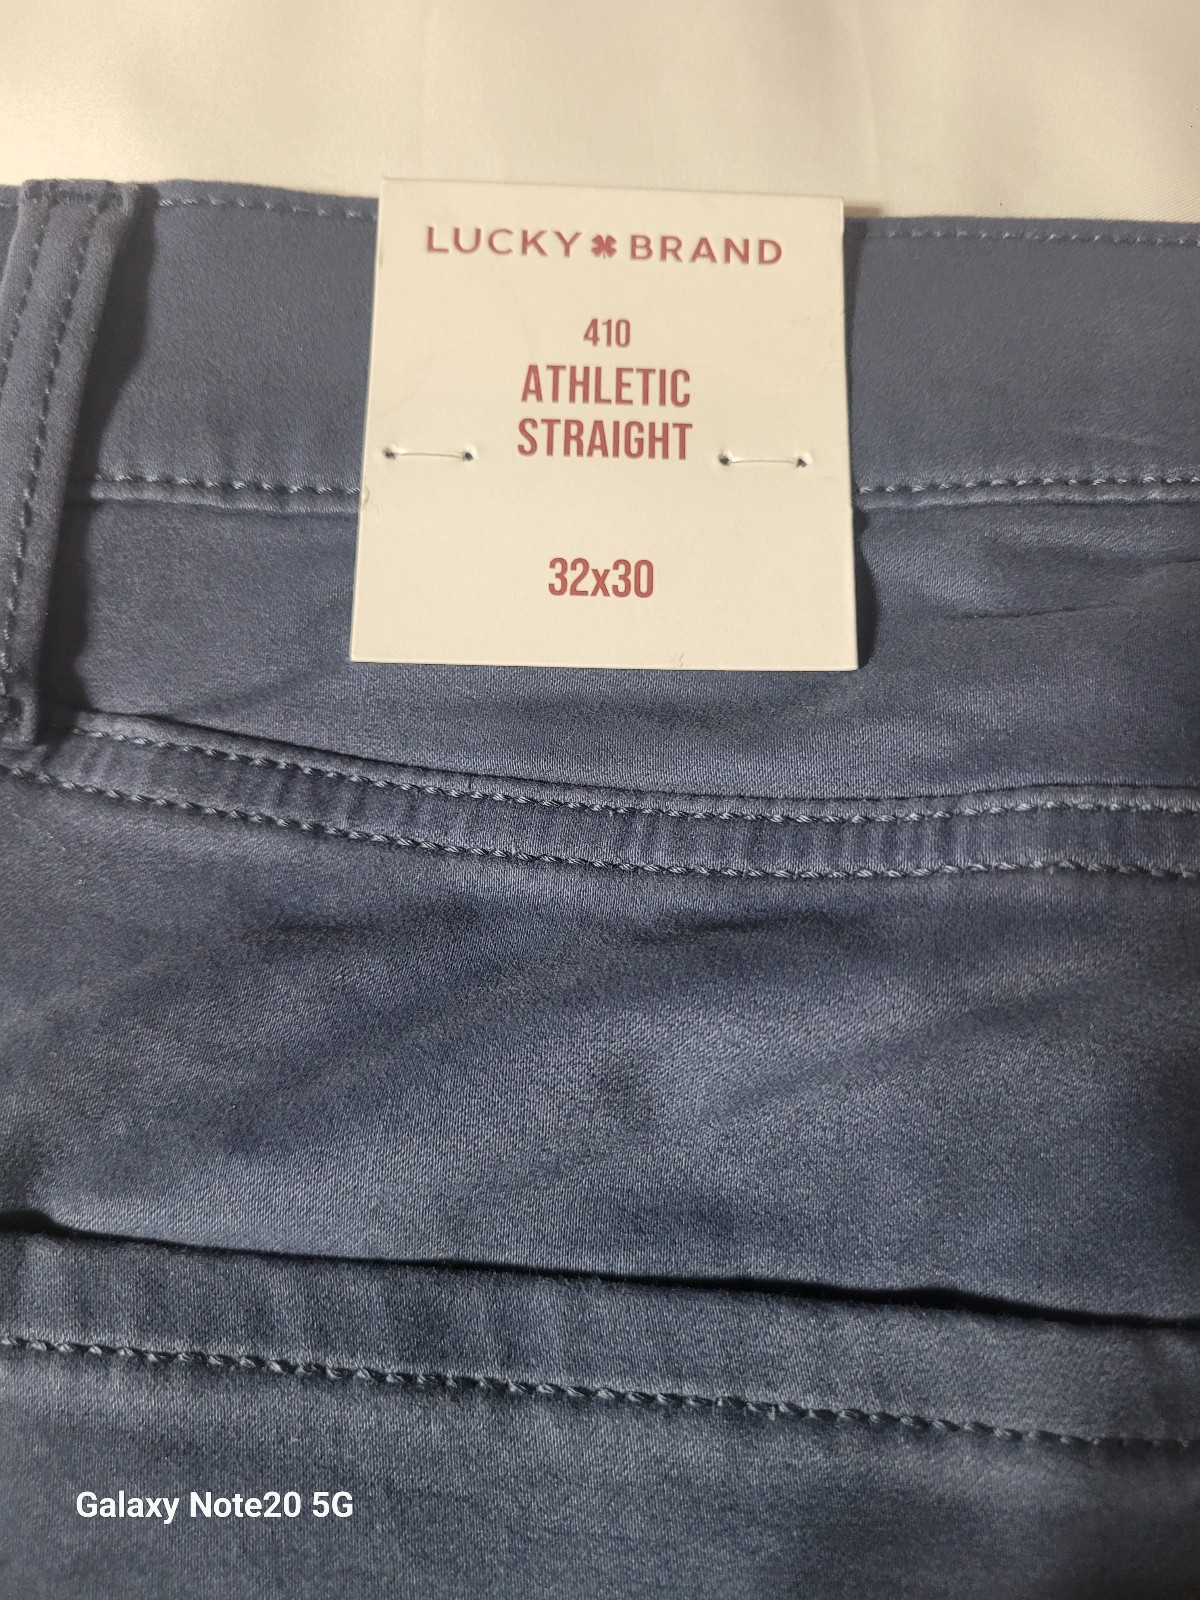 LUCKY BRAND
410
ATHLETIC
STRAIGHT
32x30
Galaxy Note20 5G